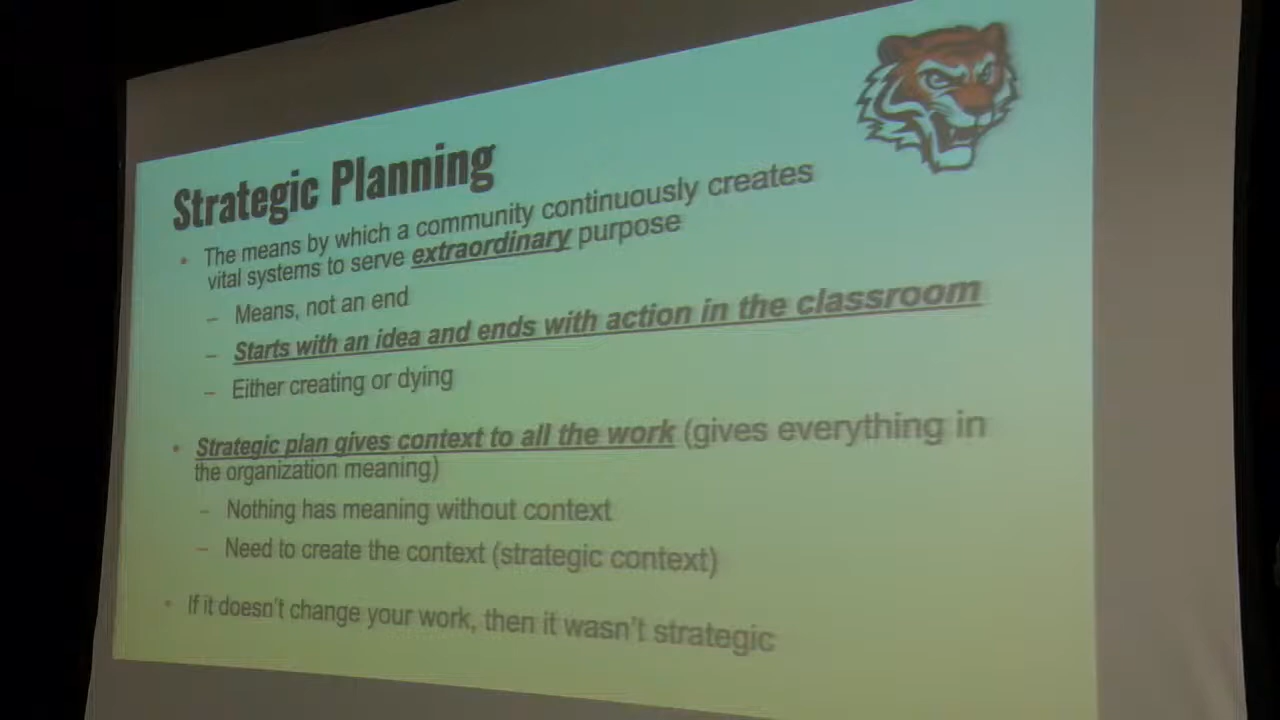 Strategic Planning
• The means by which a community continuously creates
vital systems to serve extraordinary purpose
– Means, not an end
– Starts with an idea and ends with action in the classroom
– Either creating or dying
• Strategic plan gives context to all the work (gives everything in
the organization meaning)
– Nothing has meaning without context
– Need to create the context (strategic context)
• If it doesn't change your work, then it wasn't strategic